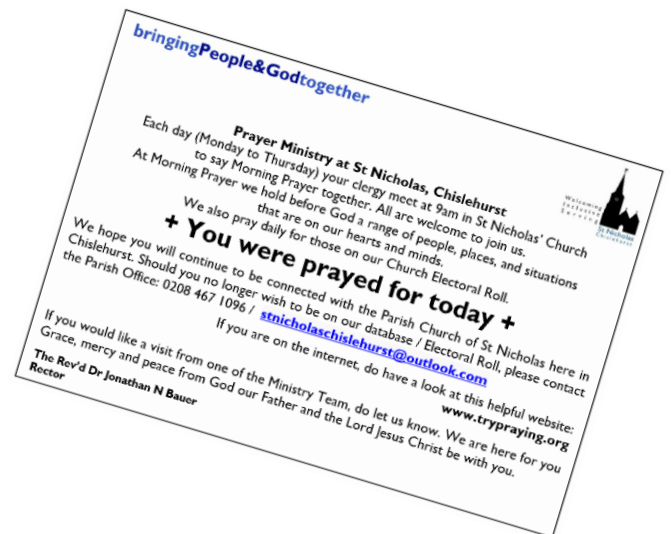 bringingPeople&Godtogether
Welcoming
Inclusive
Serving
St Nicholas
Chislehurst
Prayer Ministry at St Nicholas, Chislehurst
Each day (Monday to Thursday) your clergy meet at 9am in St Nicholas' Church
to say Morning Prayer together. All are welcome to join us.
At Morning Prayer we hold before God a range of people, places, and situations
that are on our hearts and minds.
We also pray daily for those on our Church Electoral Roll.
+ You were prayed for today +
We hope you will continue to be connected with the Parish Church of St Nicholas here in
Chislehurst. Should you no longer wish to be on our database / Electoral Roll, please contact
the Parish Office: 0208 467 1096 / stnicholaschislehurst@outlook.com
If you are on the internet, do have a look at this helpful website:
www.trypraying.org
If you would like a visit from one of the Ministry Team, do let us know. We are here for you
Grace, mercy and peace from God our Father and the Lord Jesus Christ be with you.
The Rev'd Dr Jonathan N Bauer
Rector